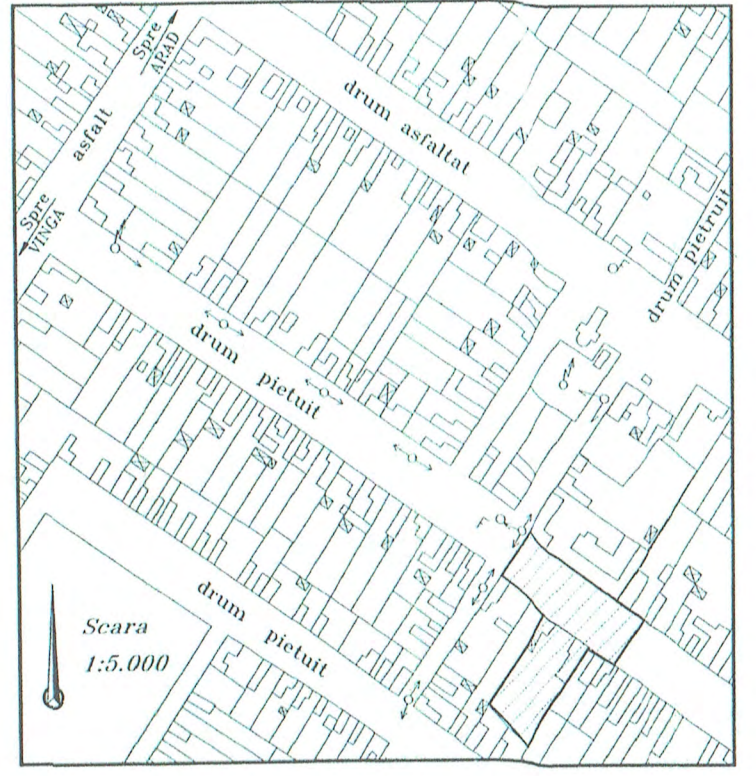 Spre
ARAD
asfalt
Spre
VINGA
drum asfaltat
drum pietruit
drum pietuit
drum pietuit
F
Scara
1:5.000